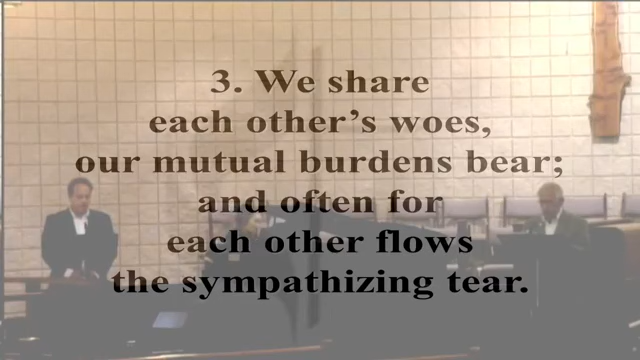 3. We share
each other's woes,
our mutual burdens bear;
and often for
each other flows
the sympathizing tear.